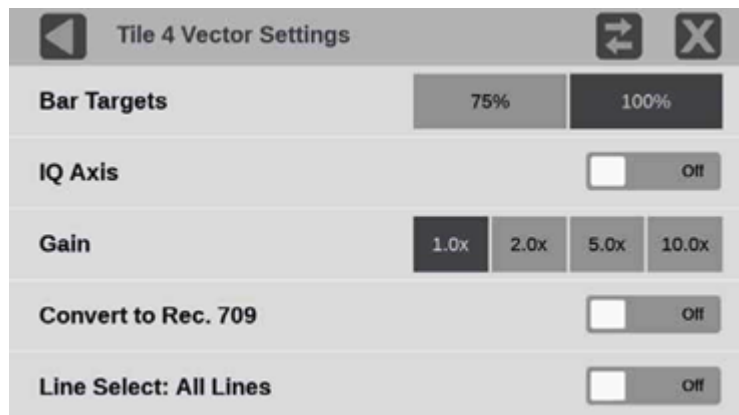 Tile 4 Vector Settings
Bar Targets 75% 100%
IQ Axis Off
Gain 1.0x 2.0x 5.0x 10.0x
Convert to Rec. 709 Off
Line Select: All Lines Off